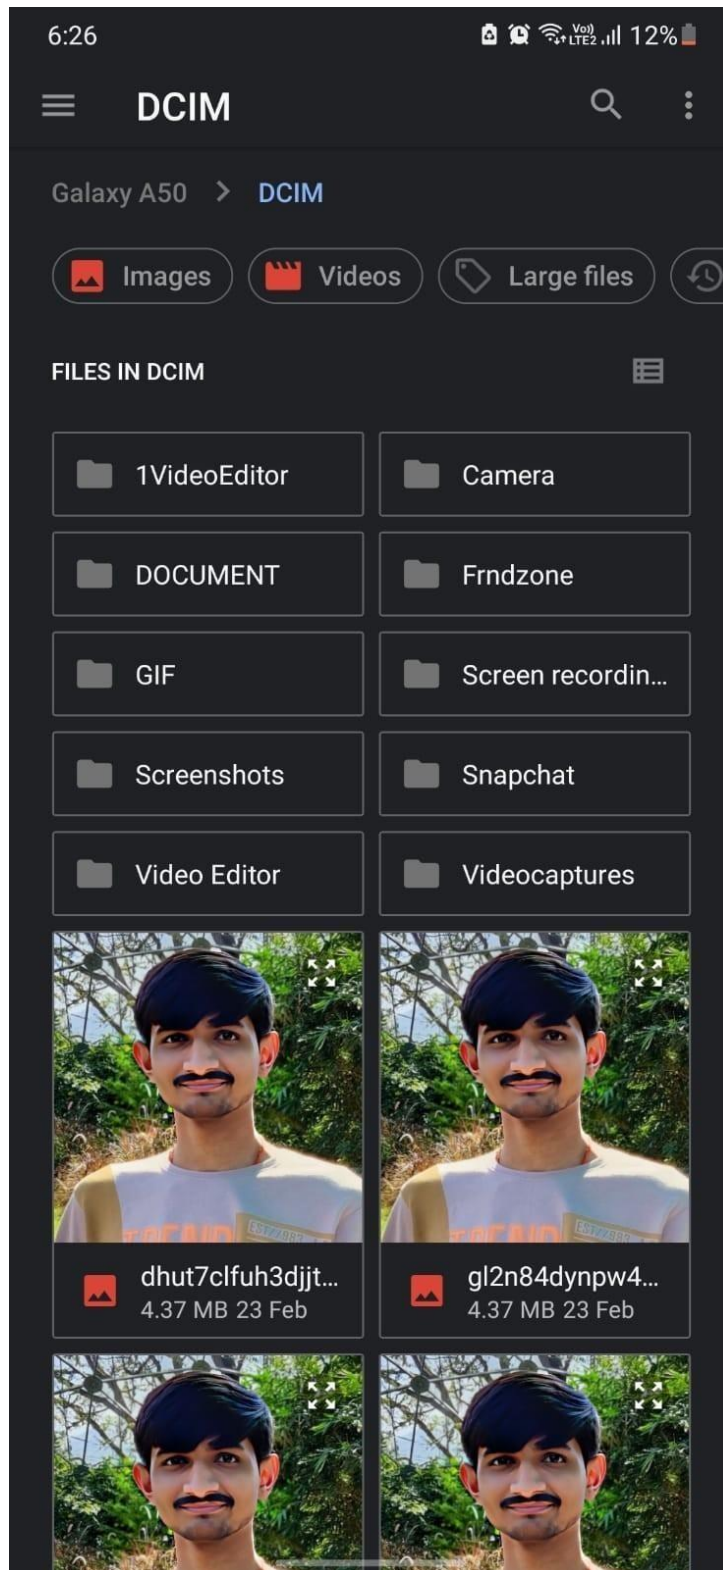 6:26 Vo)) LTE2 12%
DCIM
Galaxy A50 > DCIM
Images Videos Large files
FILES IN DCIM
1VideoEditor Camera
DOCUMENT Frndzone
GIF Screen recordin...
Screenshots Snapchat
Video Editor Videocaptures
dhut7clfuh3djjt... gl2n84dynpw4...
4.37 MB 23 Feb 4.37 MB 23 Feb